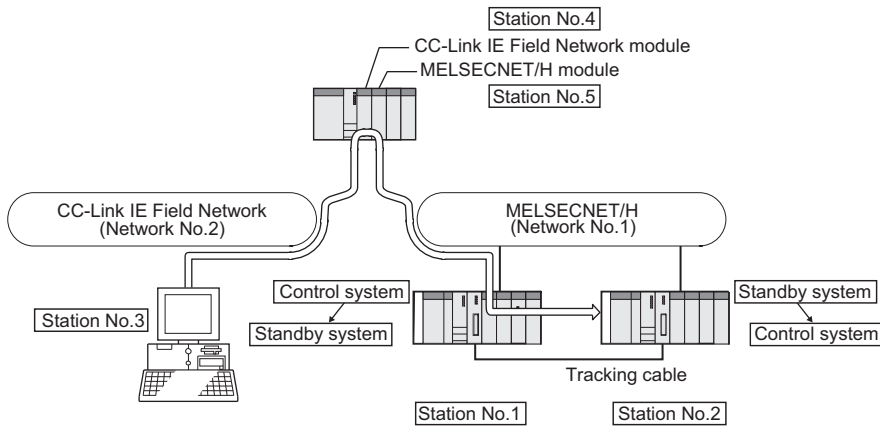 Station No.4
CC-Link IE Field Network module
MELSECNET/H module
Station No.5
CC-Link IE Field Network
(Network No.2)
MELSECNET/H
(Network No.1)
Station No.3
Control system
Standby system
Standby system
Control system
Tracking cable
Station No.1
Station No.2